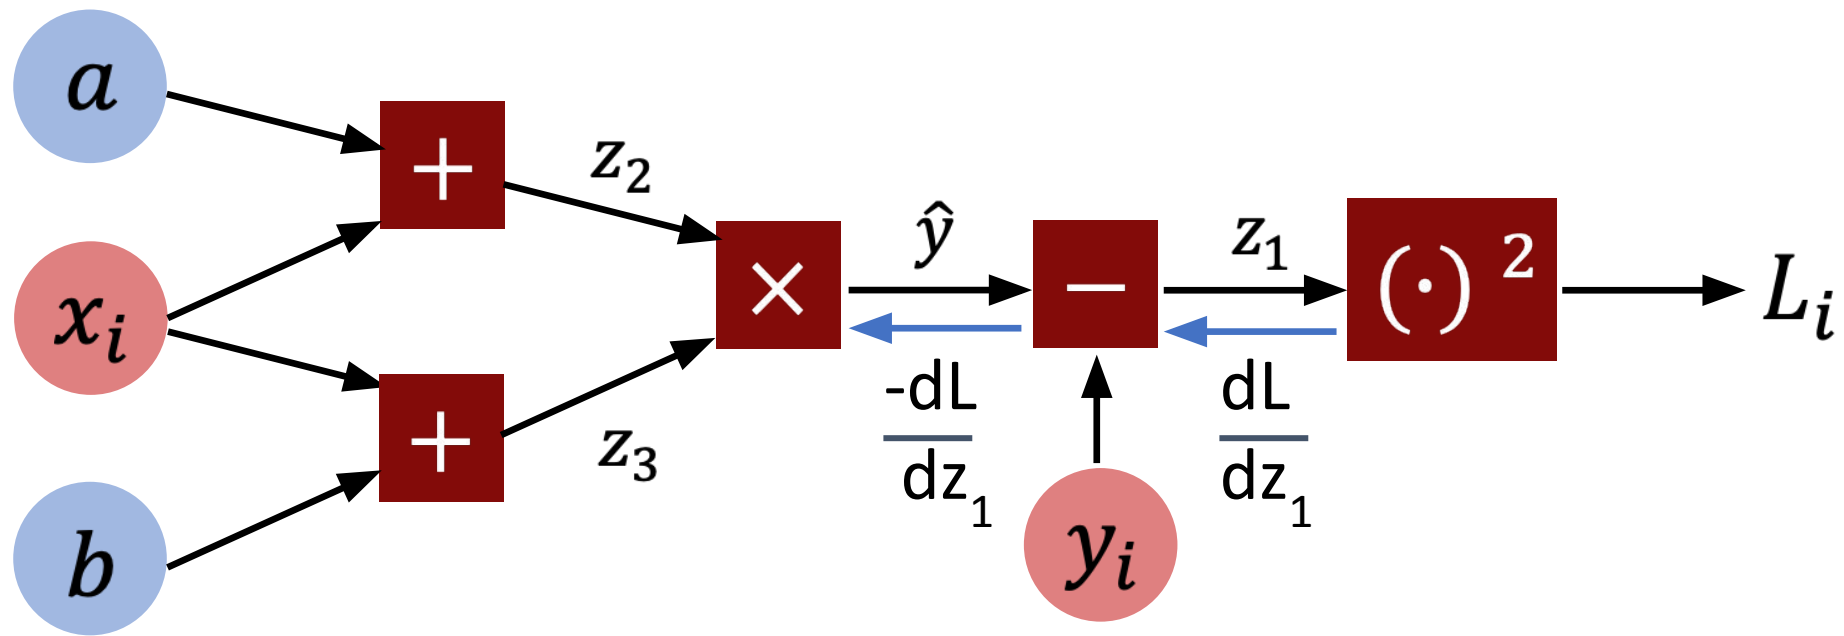 a
+
z₂
xᵢ
×
ŷ
−
z₁
(·)²
Lᵢ
+
z₃
-dL
dz₁
dL
dz₁
b
yᵢ